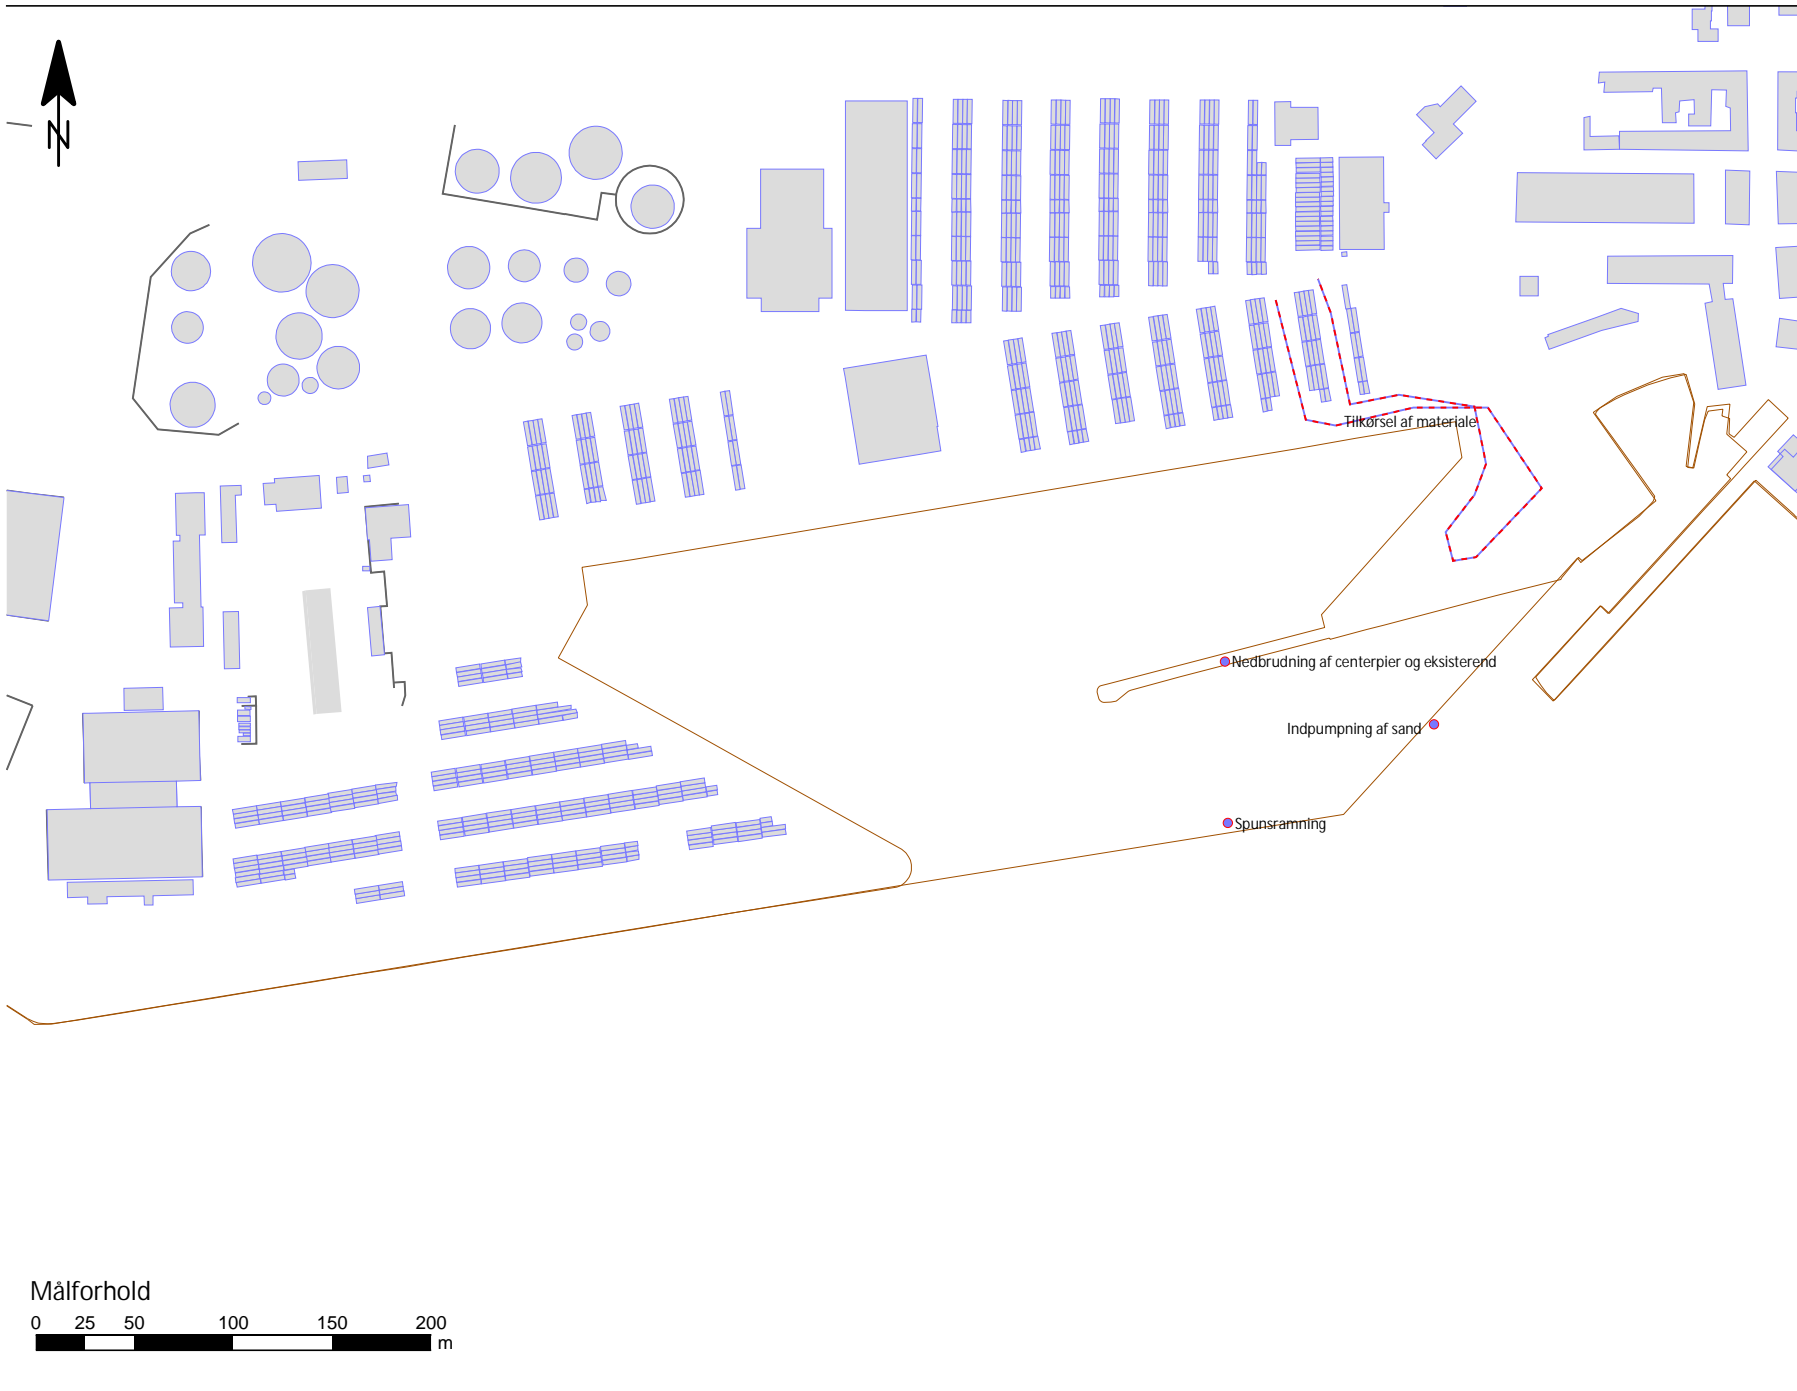 N
Tilkørsel af materiale
Nedbrudning af centerpier og eksisterend
Indpumpning af sand
Spunsramning
Målforhold
0 25 50 100 150 200
m